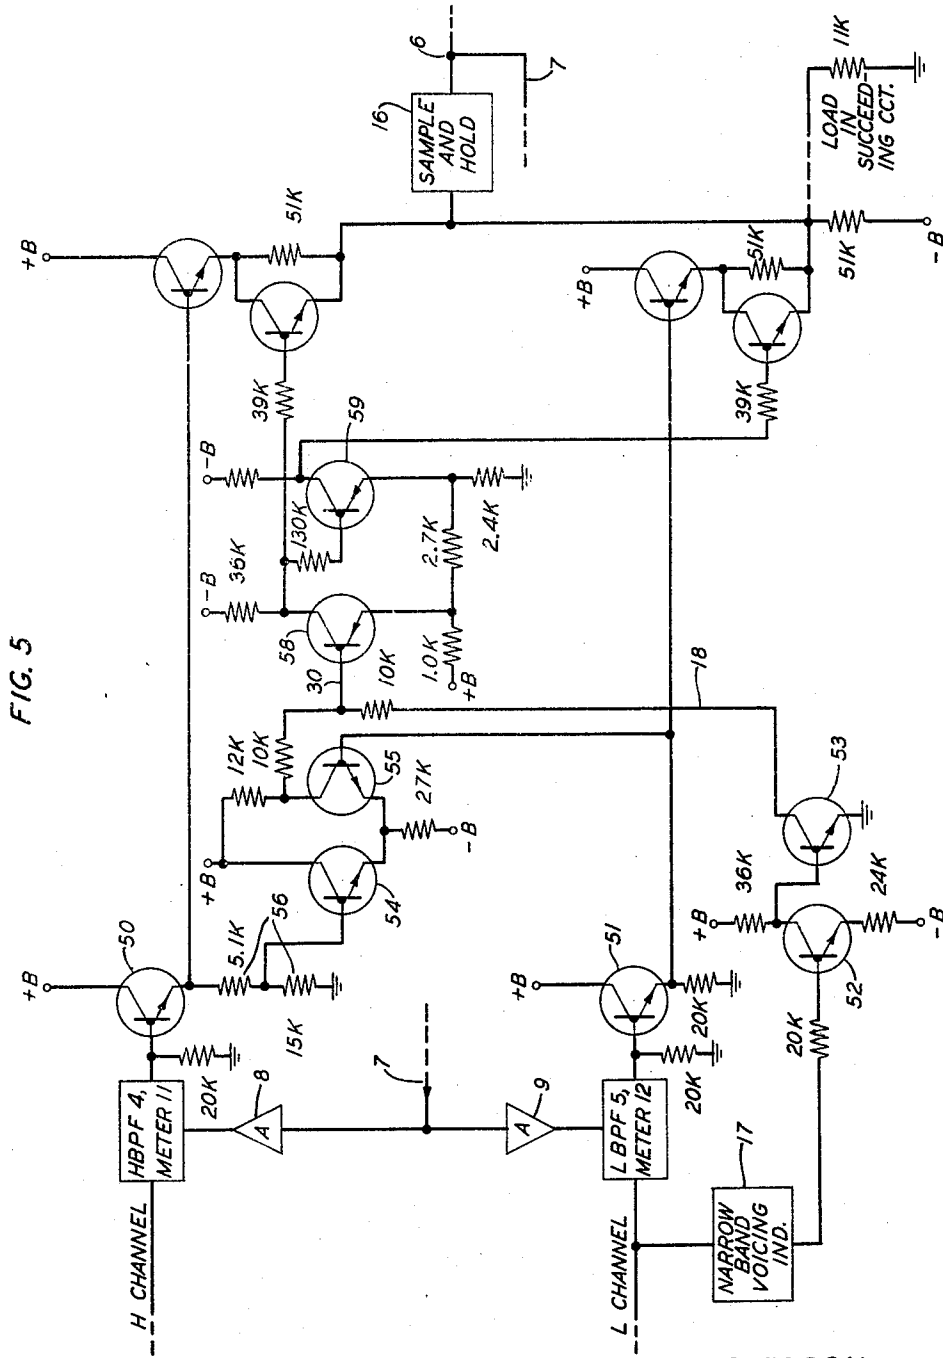 FIG. 5
+B
+B
50
HBPF 4,
METER 11
H CHANNEL
20K
5.1K
56
15K
8
A
+B
12K
10K
54
55
27K
-B
30
10K
58
36K
-B
1.0K
+B
130K
-B
59
2.7K
2.4K
39K
51K
16
SAMPLE
AND
HOLD
6
7
7
9
A
L CHANNEL
LBPF 5,
METER 12
+B
51
20K
20K
18
+B
51K
39K
51K
-B
LOAD
IN
SUCCEED-
ING CCT.
11K
17
NARROW
BAND
VOICING
IND.
20K
52
+B
36K
53
24K
-B